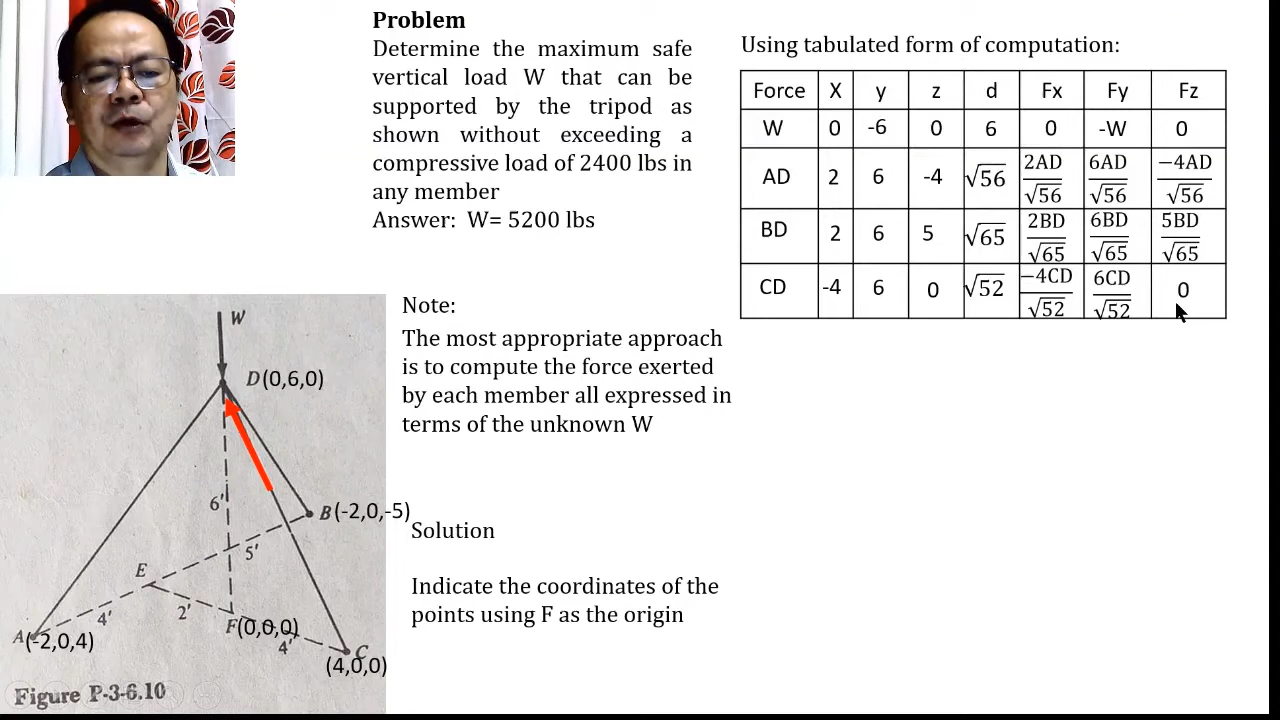 Problem
Determine the maximum safe
vertical load W that can be
supported by the tripod as
shown without exceeding a
compressive load of 2400 lbs in
any member
Answer: W= 5200 lbs
Using tabulated form of computation:
Force X y z d Fx Fy Fz
W 0 -6 0 6 0 -W 0
AD 2 6 -4 √56 2AD/√56 6AD/√56 −4AD/√56
BD 2 6 5 √65 2BD/√65 6BD/√65 5BD/√65
CD -4 6 0 √52 −4CD/√52 6CD/√52 0
Note:
The most appropriate approach
is to compute the force exerted
by each member all expressed in
terms of the unknown W
Solution
Indicate the coordinates of the
points using F as the origin
W
D(0,6,0)
6'
B(-2,0,-5)
5'
E
4'
2'
A(-2,0,4)
F(0,0,0)
4'
C
(4,0,0)
Figure P-3-6.10